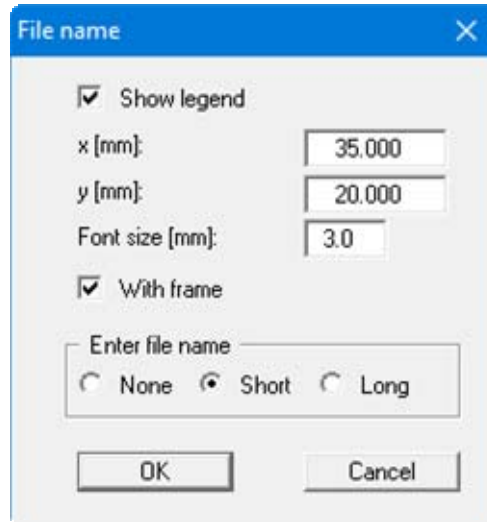 File name
Show legend
x [mm]: 35.000
y [mm]: 20.000
Font size [mm]: 3.0
With frame
Enter file name
None Short Long
OK Cancel